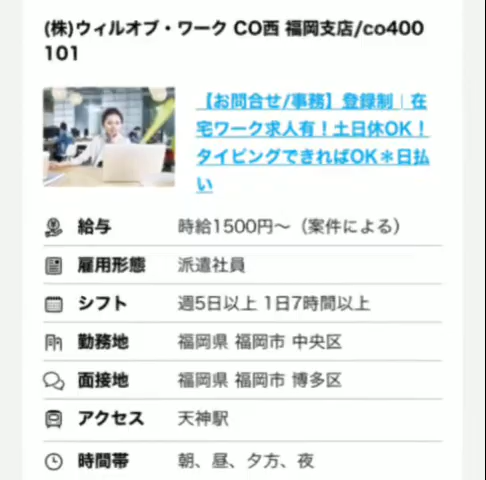 (株)ウィルオブ・ワーク CO西 福岡支店/co400
101
【お問合せ/事務】登録制｜在
宅ワーク求人有！土日休OK！
タイピングできればOK＊日払
い
給与 時給1500円～（案件による）
雇用形態 派遣社員
シフト 週5日以上 1日7時間以上
勤務地 福岡県 福岡市 中央区
面接地 福岡県 福岡市 博多区
アクセス 天神駅
時間帯 朝、昼、夕方、夜